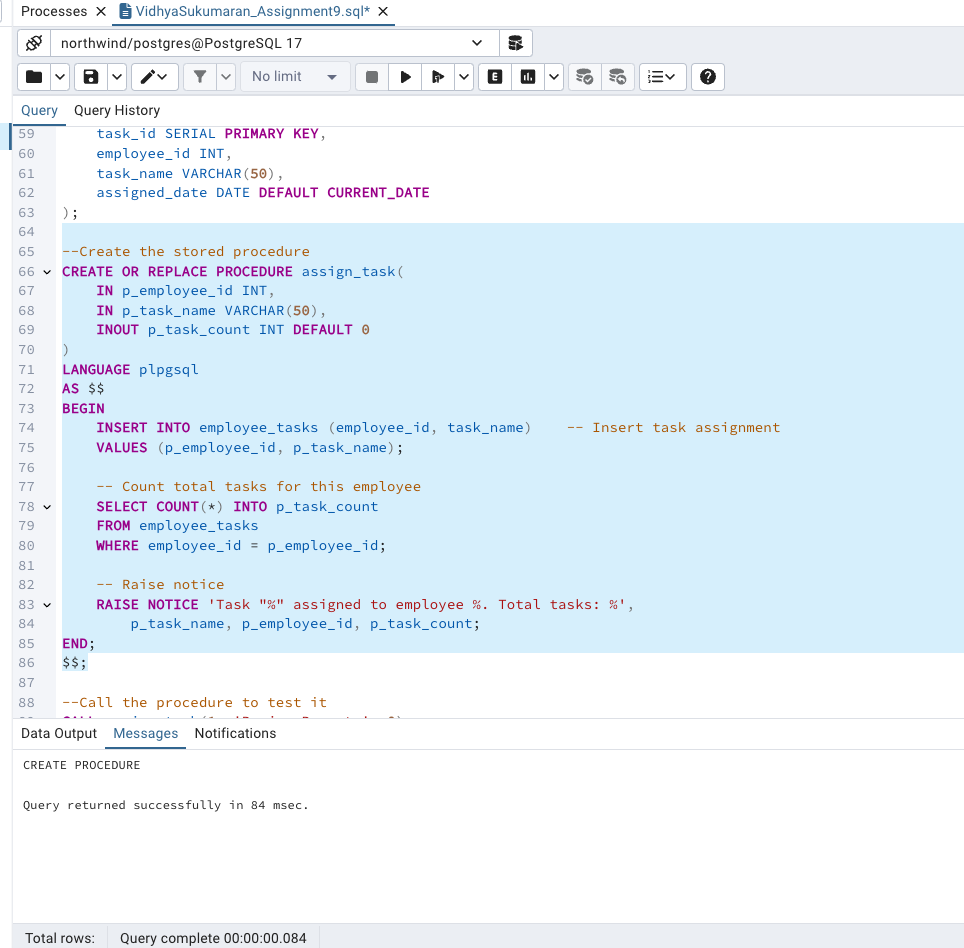 Processes
VidhyaSukumaran_Assignment9.sql*
northwind/postgres@PostgreSQL 17
No limit
E
Query Query History
59 task_id SERIAL PRIMARY KEY,
60 employee_id INT,
61 task_name VARCHAR(50),
62 assigned_date DATE DEFAULT CURRENT_DATE
63 );
64
65 --Create the stored procedure
66 CREATE OR REPLACE PROCEDURE assign_task(
67 IN p_employee_id INT,
68 IN p_task_name VARCHAR(50),
69 INOUT p_task_count INT DEFAULT 0
70 )
71 LANGUAGE plpgsql
72 AS $$
73 BEGIN
74 INSERT INTO employee_tasks (employee_id, task_name) -- Insert task assignment
75 VALUES (p_employee_id, p_task_name);
76
77 -- Count total tasks for this employee
78 SELECT COUNT(*) INTO p_task_count
79 FROM employee_tasks
80 WHERE employee_id = p_employee_id;
81
82 -- Raise notice
83 RAISE NOTICE 'Task "%" assigned to employee %. Total tasks: %',
84 p_task_name, p_employee_id, p_task_count;
85 END;
86 $$;
87
88 --Call the procedure to test it
Data Output Messages Notifications
CREATE PROCEDURE
Query returned successfully in 84 msec.
Total rows: Query complete 00:00:00.084